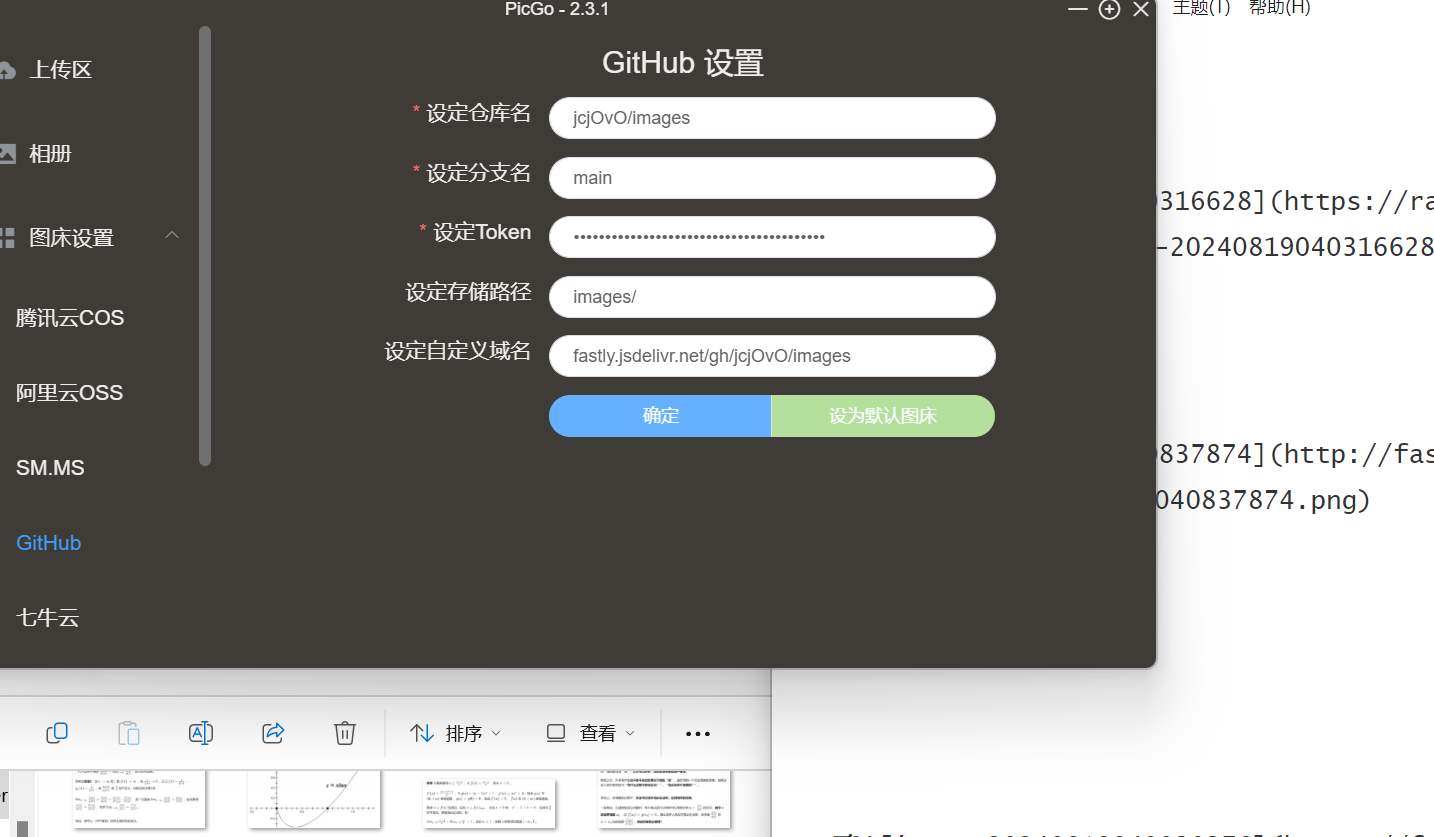 PicGo - 2.3.1
主题(T) 帮助(H)
上传区
相册
图床设置
腾讯云COS
阿里云OSS
SM.MS
GitHub
七牛云
GitHub 设置
* 设定仓库名
jcjOvO/images
* 设定分支名
main
* 设定Token
••••••••••••••••••••••••••••••••••••••••
设定存储路径
images/
设定自定义域名
fastly.jsdelivr.net/gh/jcjOvO/images
确定
设为默认图床
0316628](https://ra
-20240819040316628
0837874](http://fas
040837874.png)
排序
查看
er